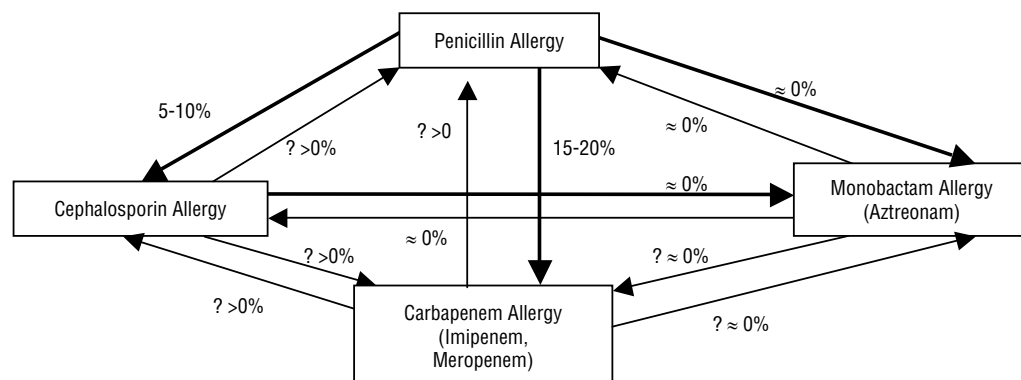 Penicillin Allergy
5-10%
≈ 0%
? >0%
? >0
≈ 0%
15-20%
Cephalosporin Allergy
≈ 0%
Monobactam Allergy
(Aztreonam)
≈ 0%
? >0%
? ≈ 0%
? >0%
Carbapenem Allergy
(Imipenem,
Meropenem)
? ≈ 0%